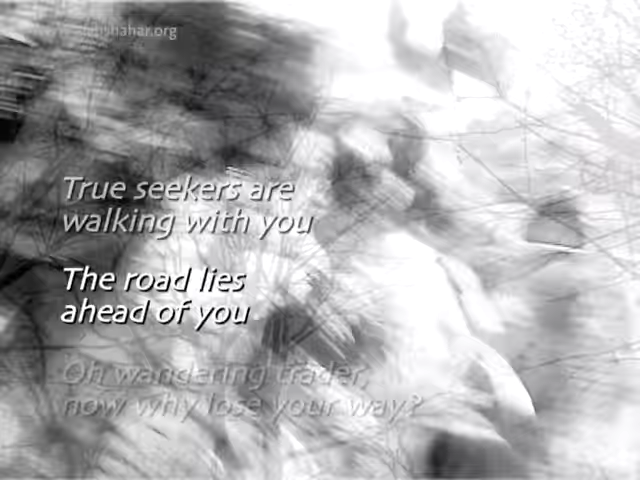 True seekers are
walking with you
The road lies
ahead of you
Oh wandering trader,
now why lose your way?